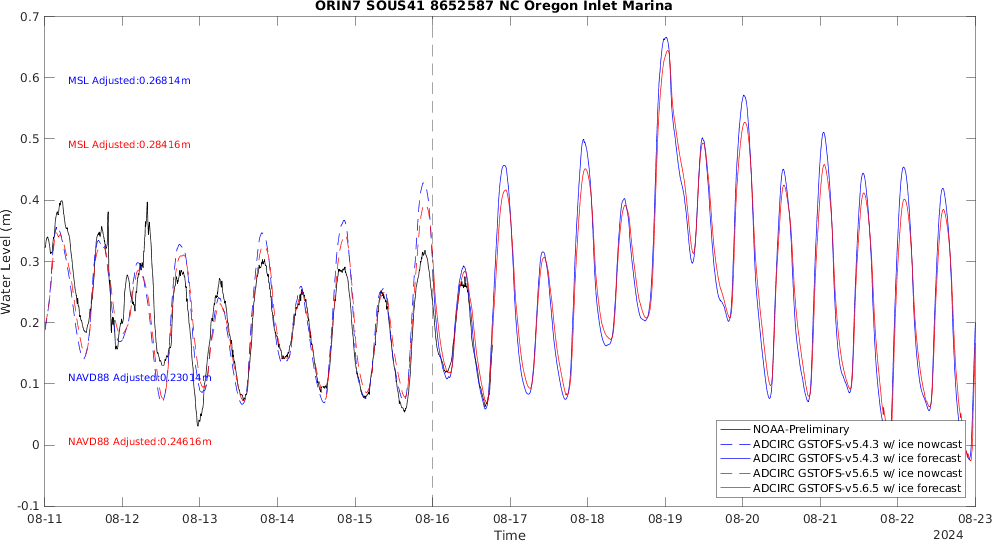 ORIN7 SOUS41 8652587 NC Oregon Inlet Marina
0.7
0.6
0.5
0.4
0.3
0.2
0.1
0
-0.1
Water Level (m)
MSL Adjusted:0.26814m
MSL Adjusted:0.28416m
NAVD88 Adjusted:0.23014m
NAVD88 Adjusted:0.24616m
NOAA-Preliminary
ADCIRC GSTOFS-v5.4.3 w/ ice nowcast
ADCIRC GSTOFS-v5.4.3 w/ ice forecast
ADCIRC GSTOFS-v5.6.5 w/ ice nowcast
ADCIRC GSTOFS-v5.6.5 w/ ice forecast
08-11 08-12 08-13 08-14 08-15 08-16 08-17 08-18 08-19 08-20 08-21 08-22 08-23
Time
2024